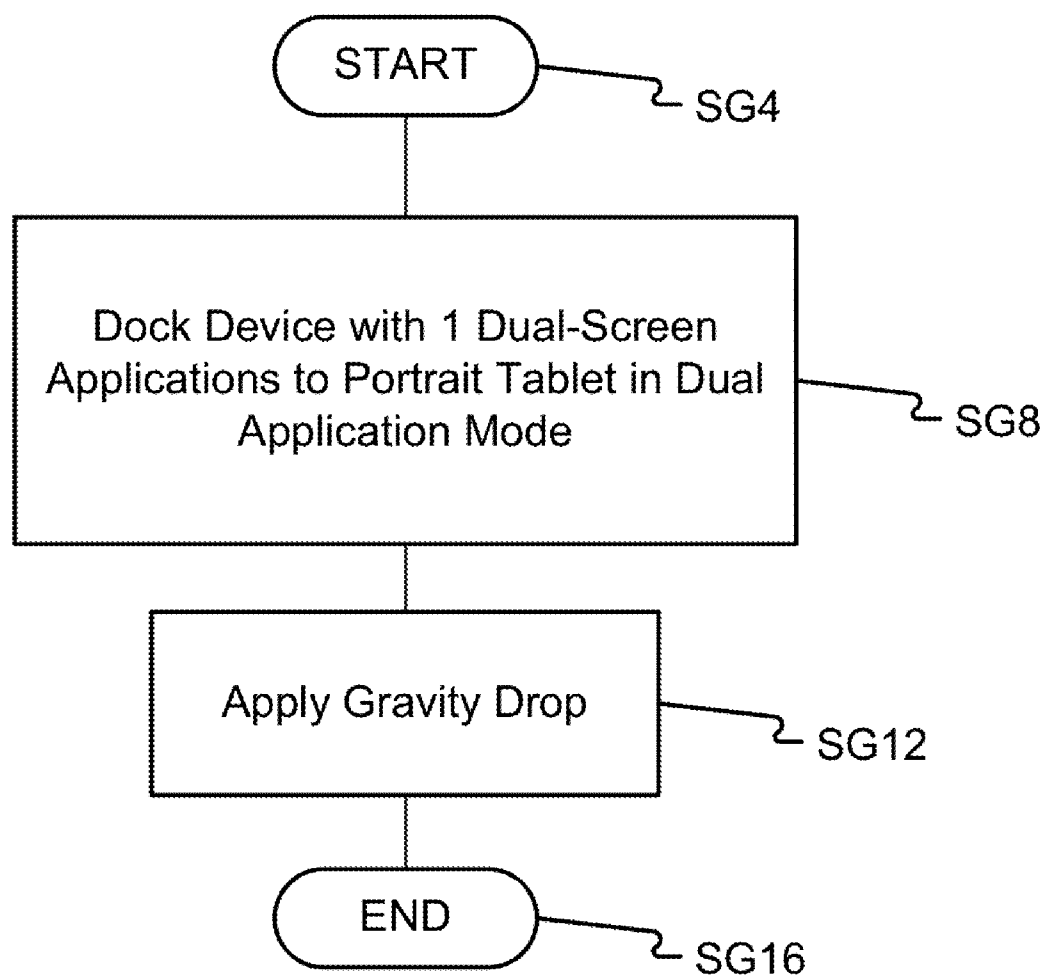 START
SG4
Dock Device with 1 Dual-Screen
Applications to Portrait Tablet in Dual
Application Mode
SG8
Apply Gravity Drop
SG12
END
SG16